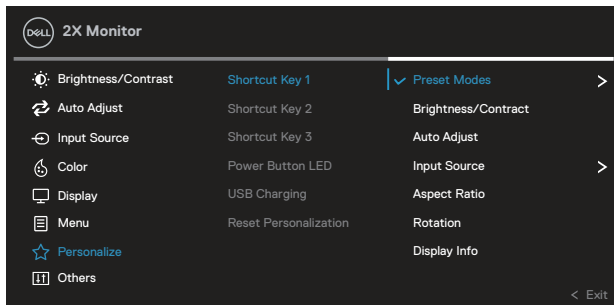 DELL 2X Monitor
Brightness/Contrast Shortcut Key 1 Preset Modes >
Auto Adjust Shortcut Key 2 Brightness/Contract
Input Source Shortcut Key 3 Auto Adjust
Color Power Button LED Input Source >
Display USB Charging Aspect Ratio
Menu Reset Personalization Rotation
Personalize Display Info
Others
< Exit